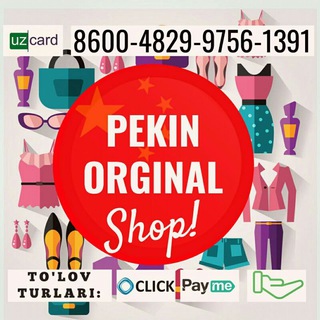 uzcard 8600-4829-9756-1391
PEKIN
ORGINAL
Shop!
TO'LOV
TURLARI:
CLICK Payme